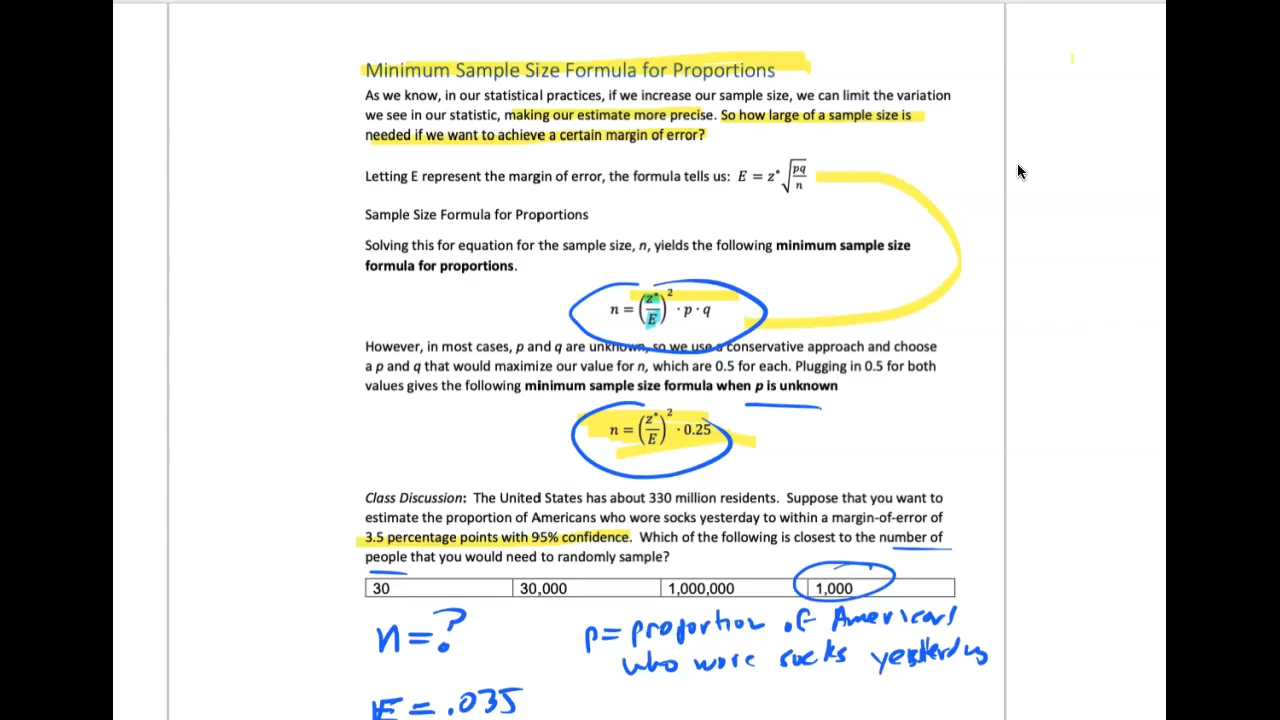 Minimum Sample Size Formula for Proportions
As we know, in our statistical practices, if we increase our sample size, we can limit the variation
we see in our statistic, making our estimate more precise. So how large of a sample size is
needed if we want to achieve a certain margin of error?
Letting E represent the margin of error, the formula tells us: E = z* √(pq/n)
Sample Size Formula for Proportions
Solving this for equation for the sample size, n, yields the following minimum sample size
formula for proportions.
n = (z*/E)² · p · q
However, in most cases, p and q are unknown, so we use a conservative approach and choose
a p and q that would maximize our value for n, which are 0.5 for each. Plugging in 0.5 for both
values gives the following minimum sample size formula when p is unknown
n = (z*/E)² · 0.25
Class Discussion: The United States has about 330 million residents. Suppose that you want to
estimate the proportion of Americans who wore socks yesterday to within a margin-of-error of
3.5 percentage points with 95% confidence. Which of the following is closest to the number of
people that you would need to randomly sample?
30 30,000 1,000,000 1,000
n = ? p = proportion of Americans
who wore socks yesterday
E = .035